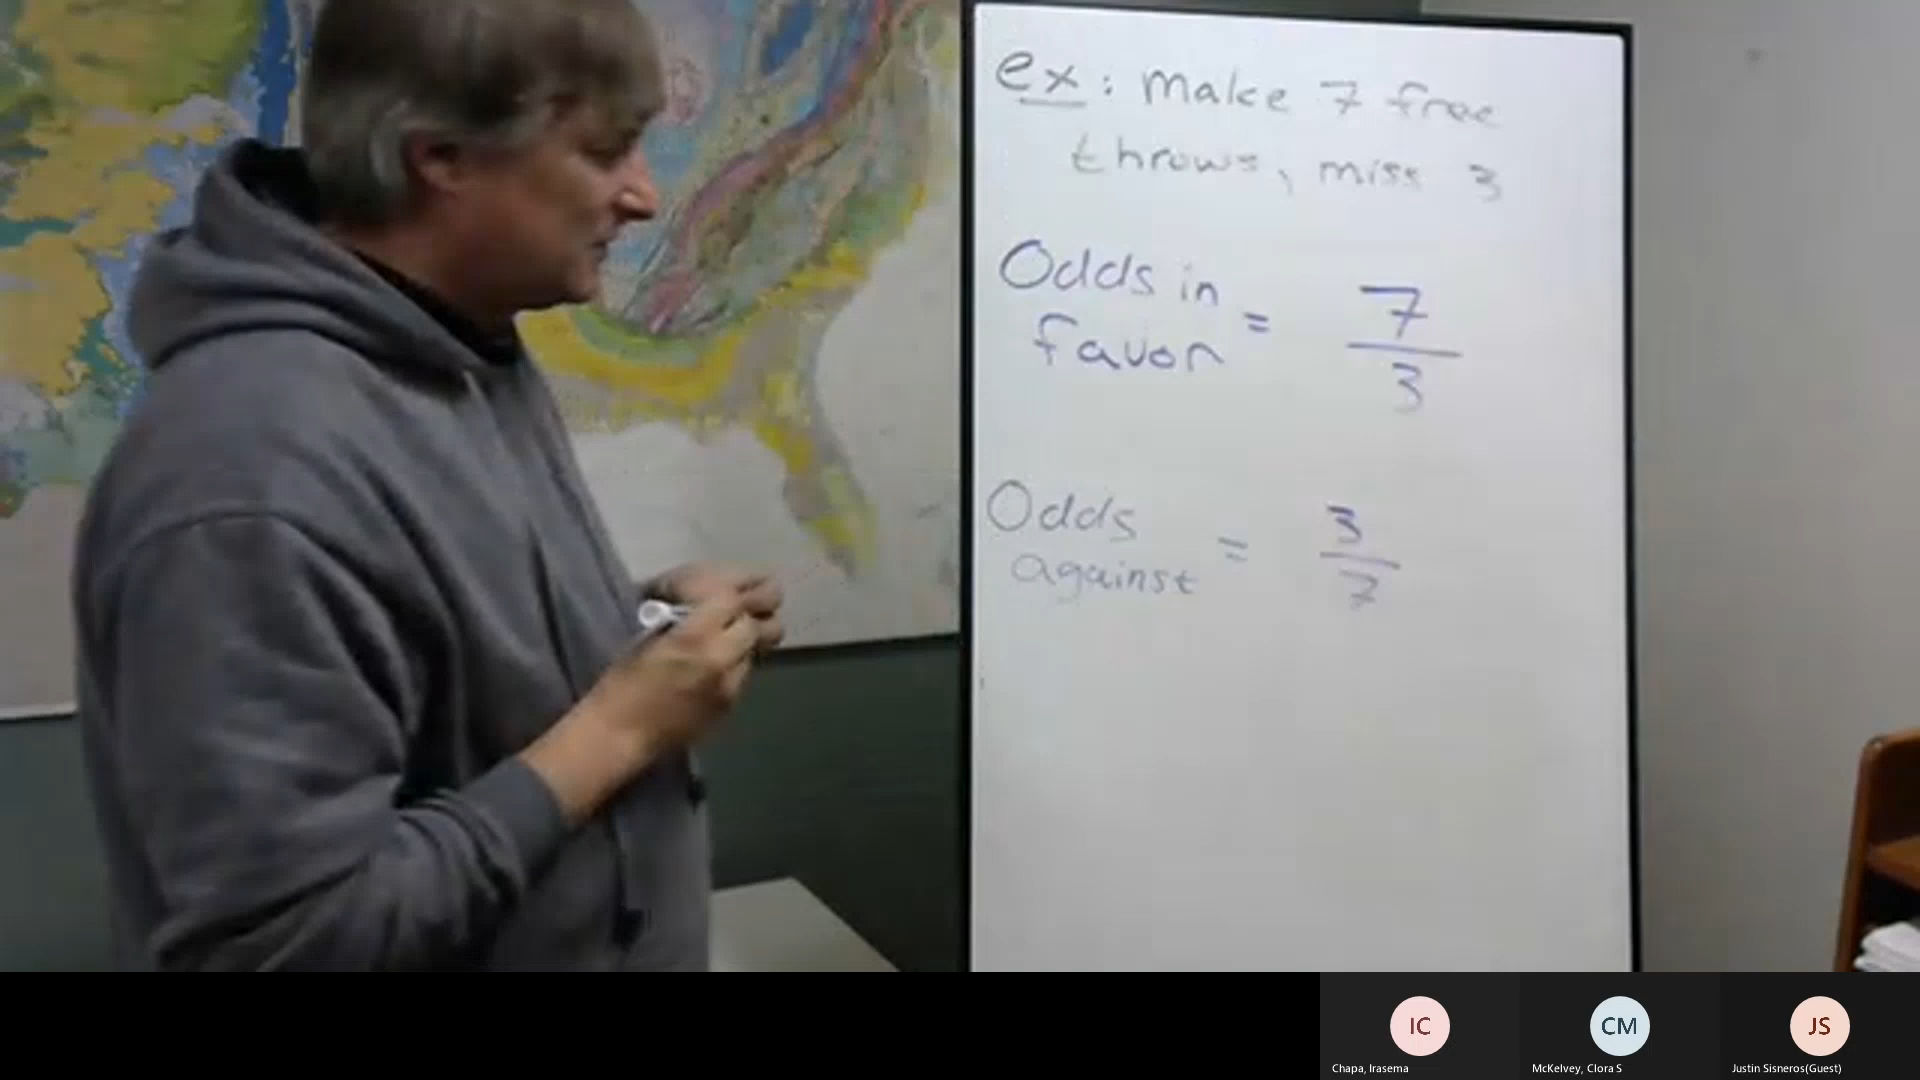 ex: make 7 free
throws, miss 3
Odds in
favor = 7/3
Odds
against = 3/7
IC
CM
JS
Chapa, Irasema
McKelvey, Clora S
Justin Sisneros(Guest)